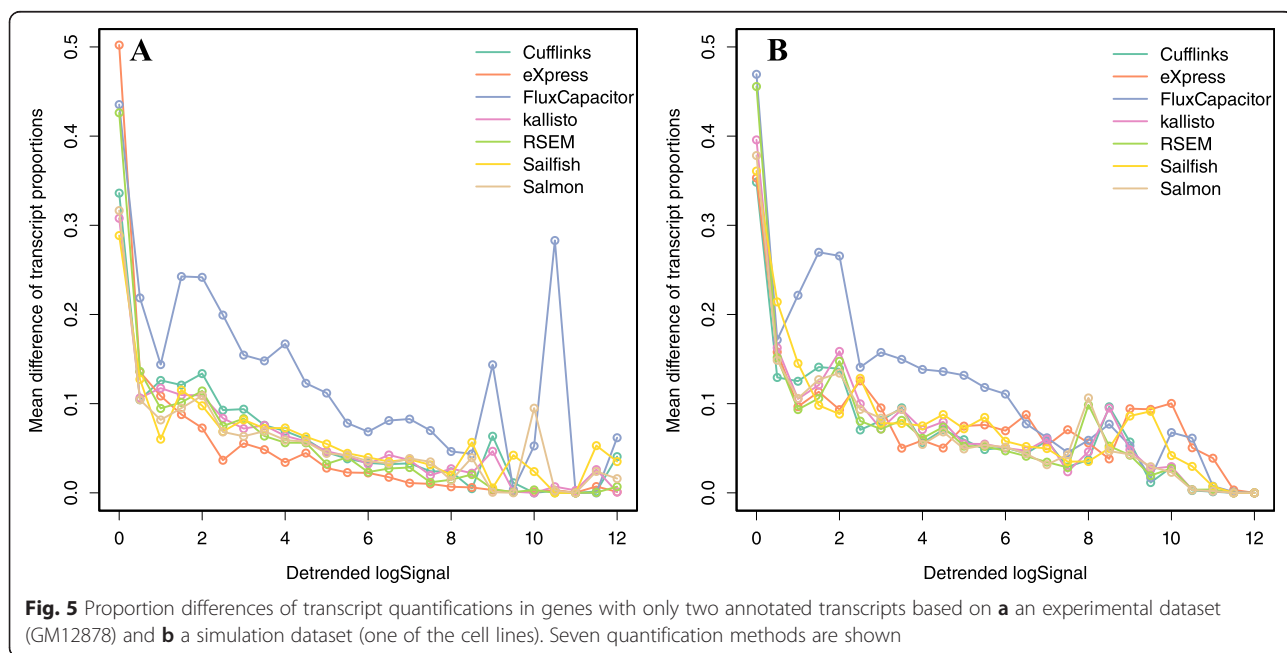 A
B
Mean difference of transcript proportions
0.5
0.4
0.3
0.2
0.1
0.0
0 2 4 6 8 10 12
Detrended logSignal
Cufflinks
eXpress
FluxCapacitor
kallisto
RSEM
Sailfish
Salmon
Mean difference of transcript proportions
0.5
0.4
0.3
0.2
0.1
0.0
0 2 4 6 8 10 12
Detrended logSignal
Cufflinks
eXpress
FluxCapacitor
kallisto
RSEM
Sailfish
Salmon
Fig. 5 Proportion differences of transcript quantifications in genes with only two annotated transcripts based on a an experimental dataset
(GM12878) and b a simulation dataset (one of the cell lines). Seven quantification methods are shown